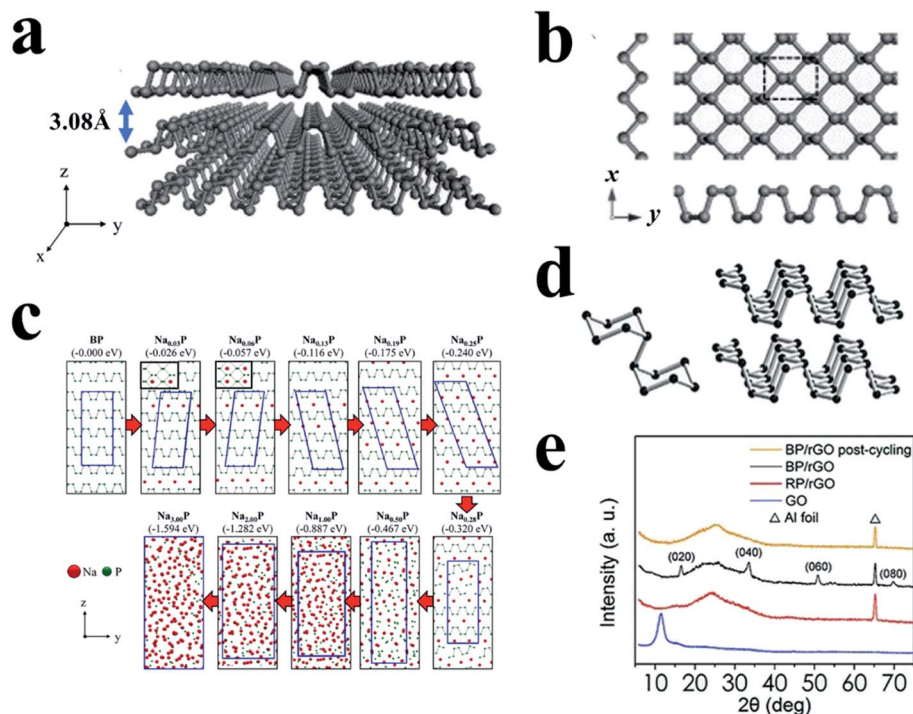 a
3.08Å
z
y
x
b
x
y
c
BP
(-0.000 eV)
Na0.03P
(-0.026 eV)
Na0.06P
(-0.057 eV)
Na0.13P
(-0.116 eV)
Na0.19P
(-0.175 eV)
Na0.25P
(-0.240 eV)
Na3.00P
(-1.594 eV)
Na2.00P
(-1.282 eV)
Na1.00P
(-0.887 eV)
Na0.50P
(-0.467 eV)
Na0.28P
(-0.320 eV)
Na P
z
y
d
e
BP/rGO post-cycling
BP/rGO
RP/rGO
GO
△ Al foil
(020)
(040)
(060)
(080)
Intensity (a. u.)
10 20 30 40 50 60 70
2θ (deg)